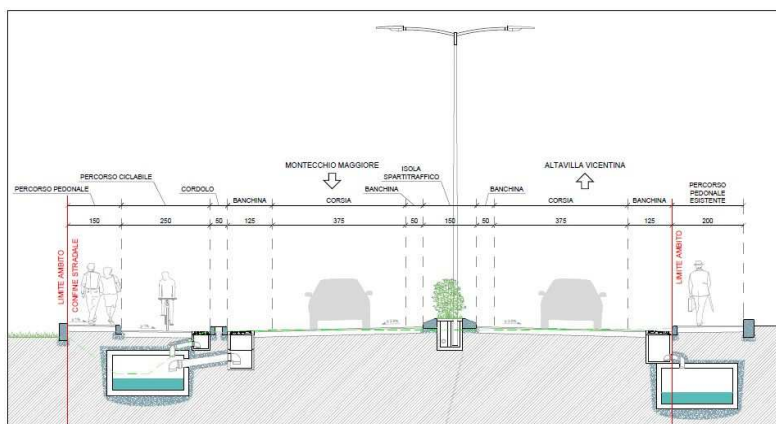 MONTECCHIO MAGGIORE
ISOLA
SPARTITRAFFICO
ALTAVILLA VICENTINA
PERCORSO PEDONALE
PERCORSO CICLABILE
CORDOLO
BANCHINA
CORSIA
BANCHINA
BANCHINA
CORSIA
BANCHINA
PERCORSO
PEDONALE
ESISTENTE
150 250 50 125 375 50 150 50 375 125 200
LIMITE AMBITO
CONFINE STRADALE
LIMITE AMBITO